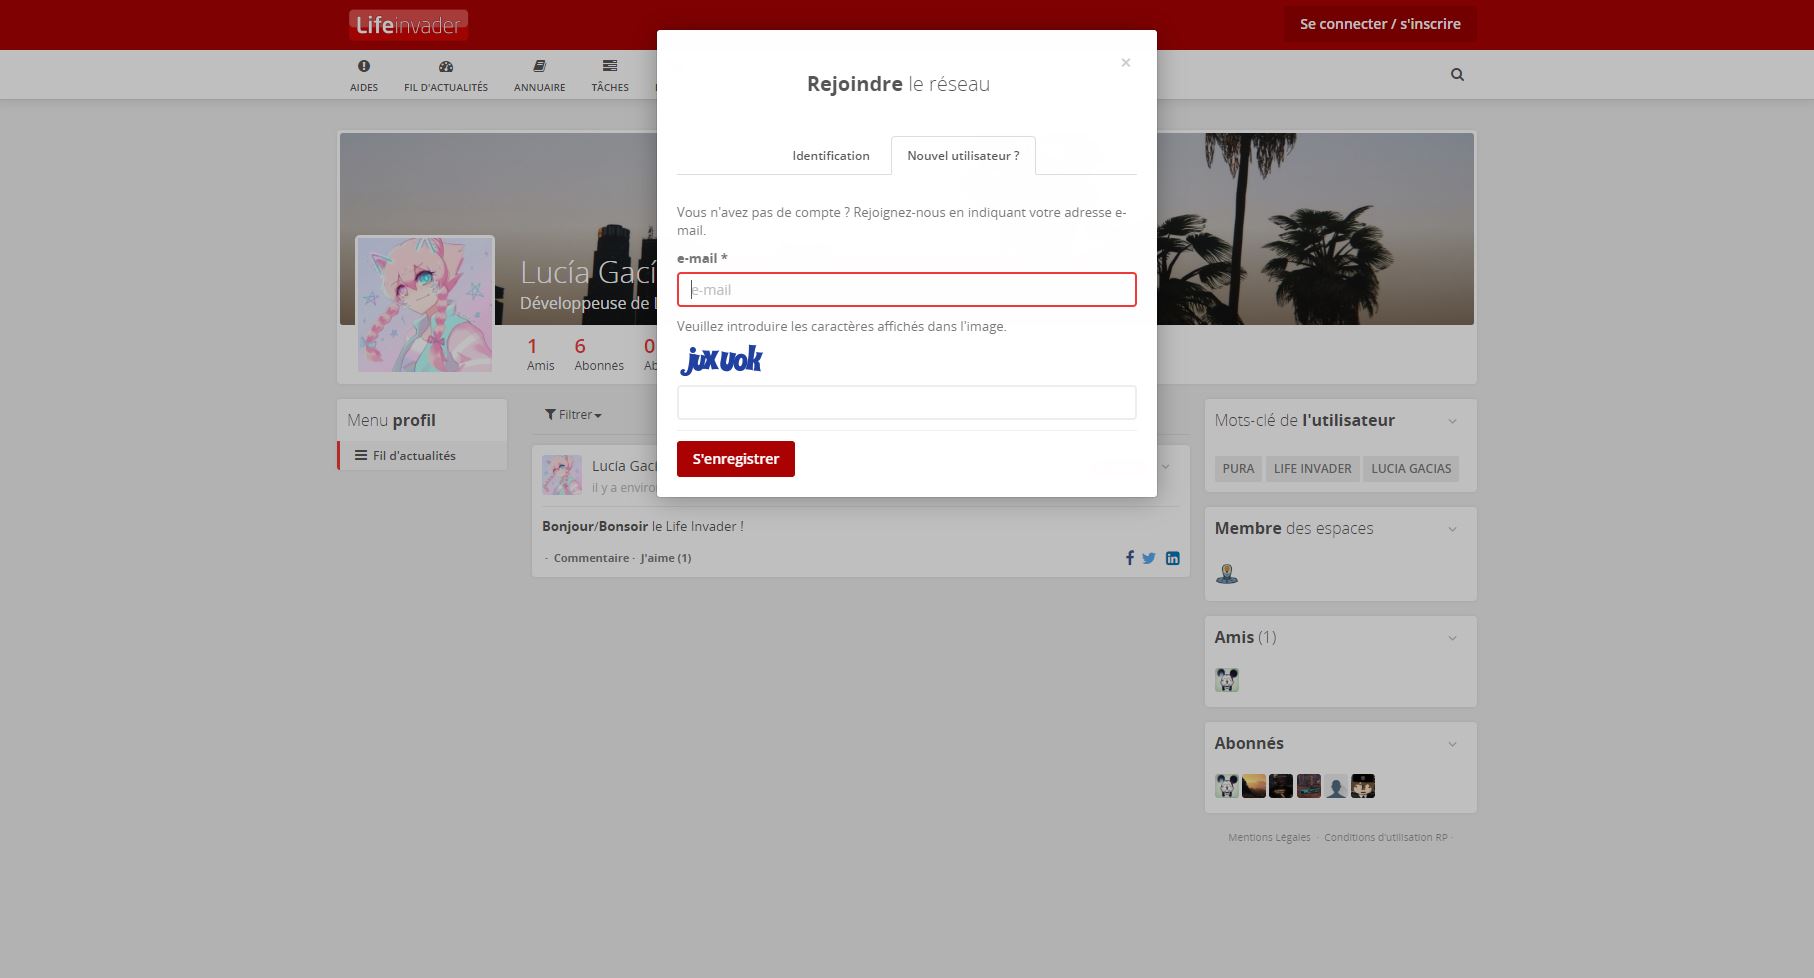 Lifeinvader
Se connecter / s'inscrire
AIDES
FIL D'ACTUALITÉS
ANNUAIRE
TÂCHES
Rejoindre le réseau
×
Identification
Nouvel utilisateur ?
Vous n'avez pas de compte ? Rejoignez-nous en indiquant votre adresse e-
mail.
e-mail *
e-mail
Veuillez introduire les caractères affichés dans l'image.
juxuok
S'enregistrer
Lucía Gací
Développeuse de
1
6
0
Amis
Abonnés
Ab
Menu profil
Fil d'actualités
Filtrer
Lucía Gací
il y a enviro
Bonjour/Bonsoir le Life Invader !
· Commentaire · J'aime (1)
Mots-clé de l'utilisateur
PURA
LIFE INVADER
LUCIA GACIAS
Membre des espaces
Amis (1)
Abonnés
Mentions Légales · Conditions d'utilisation RP ·